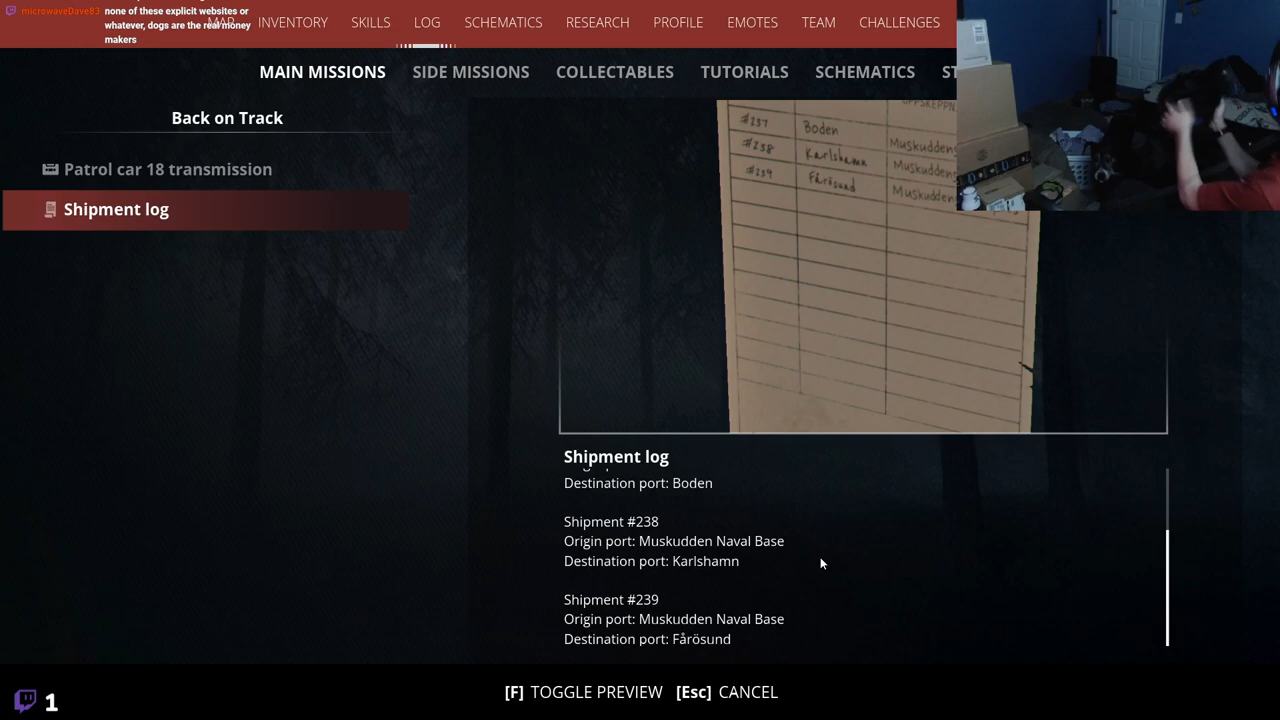 microwaveDave83
none of these explicit websites or
whatever, dogs are the real money
makers
MAP INVENTORY SKILLS LOG SCHEMATICS RESEARCH PROFILE EMOTES TEAM CHALLENGES
MAIN MISSIONS SIDE MISSIONS COLLECTABLES TUTORIALS SCHEMATICS ST
Back on Track
Patrol car 18 transmission
Shipment log
#237 Boden Muskudden
#238 Karlshamn Muskudden
#239 Fårösund Muskudden
Shipment log
Destination port: Boden
Shipment #238
Origin port: Muskudden Naval Base
Destination port: Karlshamn
Shipment #239
Origin port: Muskudden Naval Base
Destination port: Fårösund
[F] TOGGLE PREVIEW [Esc] CANCEL
1